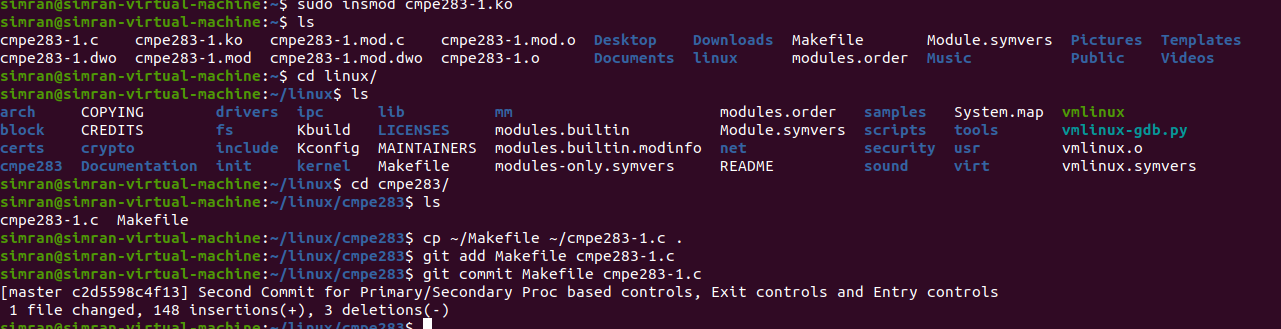 simran@simran-virtual-machine:~$ sudo insmod cmpe283-1.ko
simran@simran-virtual-machine:~$ ls
cmpe283-1.c    cmpe283-1.ko   cmpe283-1.mod.c    cmpe283-1.mod.o  Desktop    Downloads  Makefile       Module.symvers  Pictures  Templates
cmpe283-1.dwo  cmpe283-1.mod  cmpe283-1.mod.dwo  cmpe283-1.o      Documents  linux      modules.order  Music           Public    Videos
simran@simran-virtual-machine:~$ cd linux/
simran@simran-virtual-machine:~/linux$ ls
arch     COPYING        drivers  ipc      lib          mm                       modules.order   samples   System.map  vmlinux
block    CREDITS        fs       Kbuild   LICENSES     modules.builtin          Module.symvers  scripts   tools       vmlinux-gdb.py
certs    crypto         include  Kconfig  MAINTAINERS  modules.builtin.modinfo  net             security  usr         vmlinux.o
cmpe283  Documentation  init     kernel   Makefile     modules-only.symvers     README          sound     virt        vmlinux.symvers
simran@simran-virtual-machine:~/linux$ cd cmpe283/
simran@simran-virtual-machine:~/linux/cmpe283$ ls
cmpe283-1.c  Makefile
simran@simran-virtual-machine:~/linux/cmpe283$ cp ~/Makefile ~/cmpe283-1.c .
simran@simran-virtual-machine:~/linux/cmpe283$ git add Makefile cmpe283-1.c
simran@simran-virtual-machine:~/linux/cmpe283$ git commit Makefile cmpe283-1.c
[master c2d5598c4f13] Second Commit for Primary/Secondary Proc based controls, Exit controls and Entry controls
 1 file changed, 148 insertions(+), 3 deletions(-)
simran@simran-virtual-machine:~/linux/cmpe283$